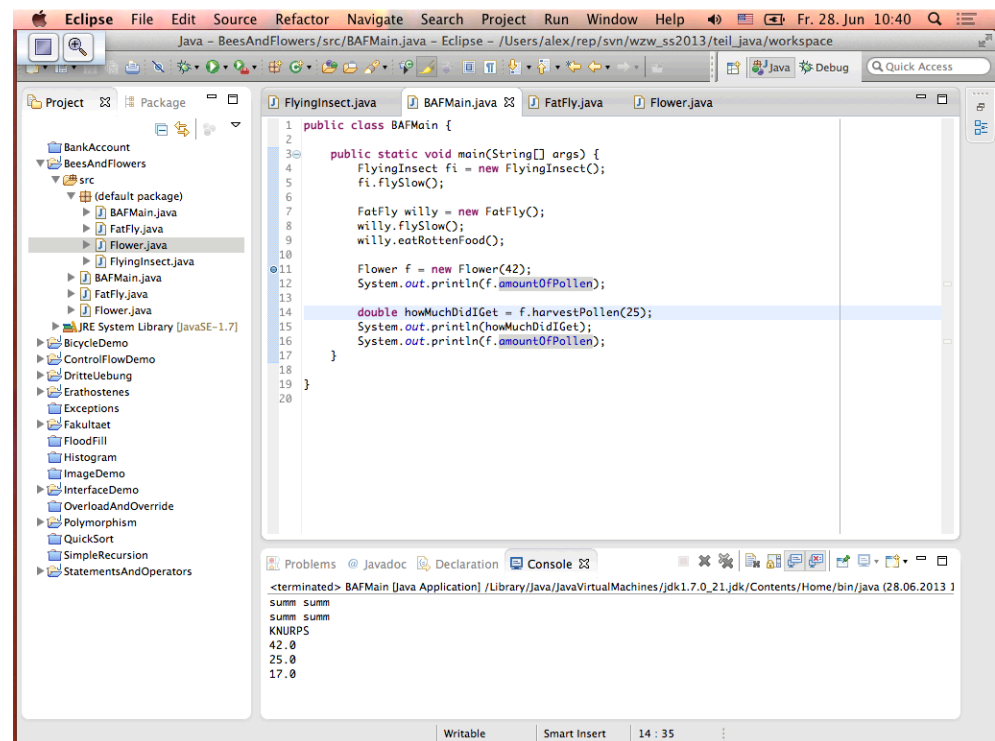 Eclipse File Edit Source Refactor Navigate Search Project Run Window Help Fr. 28. Jun 10:40
Java – BeesAndFlowers/src/BAFMain.java – Eclipse – /Users/alex/rep/svn/wzw_ss2013/teil_java/workspace
Java Debug Quick Access
Project Package
BankAccount
BeesAndFlowers
src
(default package)
BAFMain.java
FatFly.java
Flower.java
FlyingInsect.java
BAFMain.java
FatFly.java
Flower.java
JRE System Library [JavaSE-1.7]
BicycleDemo
ControlFlowDemo
DritteUebung
Erathostenes
Exceptions
Fakultaet
FloodFill
Histogram
ImageDemo
InterfaceDemo
OverloadAndOverride
Polymorphism
QuickSort
SimpleRecursion
StatementsAndOperators
FlyingInsect.java BAFMain.java FatFly.java Flower.java
1 public class BAFMain {
2
3 public static void main(String[] args) {
4 FlyingInsect fi = new FlyingInsect();
5 fi.flySlow();
6
7 FatFly willy = new FatFly();
8 willy.flySlow();
9 willy.eatRottenFood();
10
11 Flower f = new Flower(42);
12 System.out.println(f.amountOfPollen);
13
14 double howMuchDidIGet = f.harvestPollen(25);
15 System.out.println(howMuchDidIGet);
16 System.out.println(f.amountOfPollen);
17 }
18
19 }
20
Problems @ Javadoc Declaration Console
<terminated> BAFMain [Java Application] /Library/Java/JavaVirtualMachines/jdk1.7.0_21.jdk/Contents/Home/bin/java (28.06.2013 1
summ summ
summ summ
KNURPS
42.0
25.0
17.0
Writable Smart Insert 14 : 35